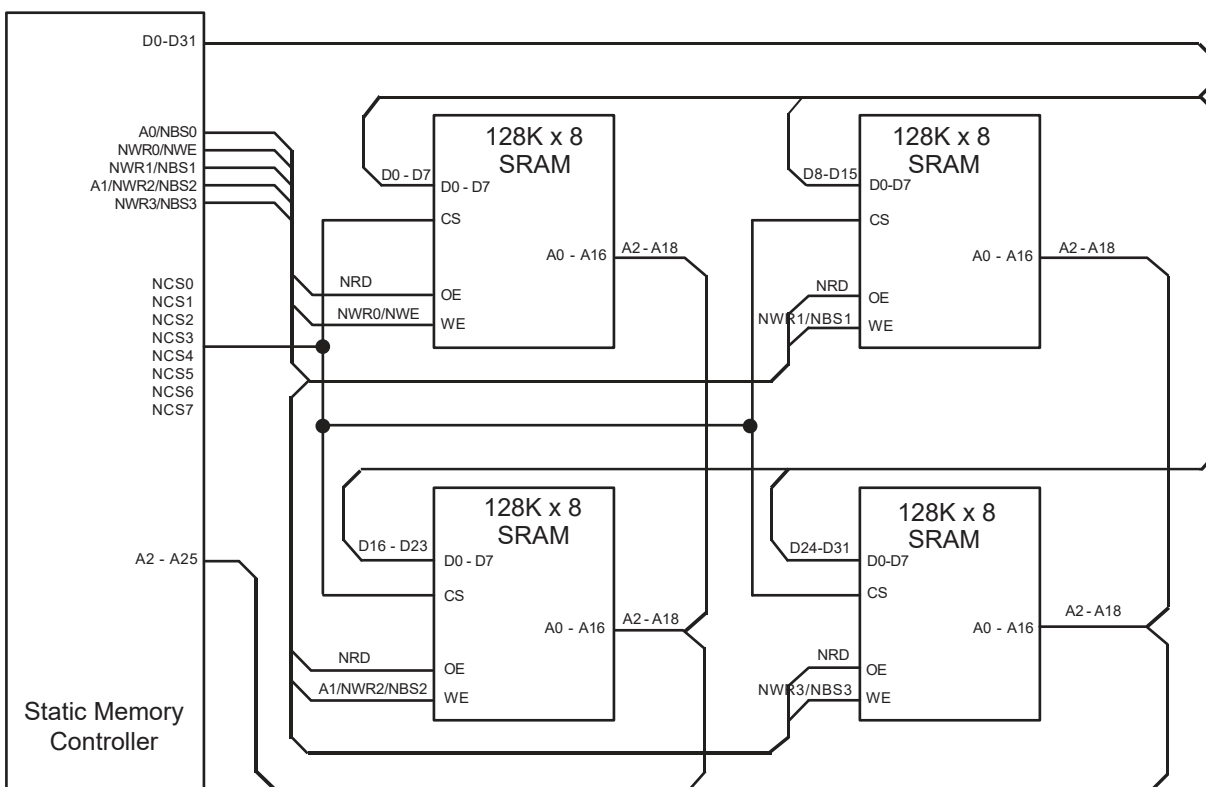 D0-D31
A0/NBS0
NWR0/NWE
NWR1/NBS1
A1/NWR2/NBS2
NWR3/NBS3
NCS0
NCS1
NCS2
NCS3
NCS4
NCS5
NCS6
NCS7
A2 - A25
Static Memory
Controller
128K x 8
SRAM
D0 - D7
D0 - D7
CS
A0 - A16
A2 - A18
NRD
OE
NWR0/NWE
WE
128K x 8
SRAM
D8-D15
D0-D7
CS
A0 - A16
A2 - A18
NRD
OE
NWR1/NBS1
WE
128K x 8
SRAM
D16 - D23
D0 - D7
CS
A0 - A16
A2 - A18
NRD
OE
A1/NWR2/NBS2
WE
128K x 8
SRAM
D24-D31
D0-D7
CS
A0 - A16
A2 - A18
NRD
OE
NWR3/NBS3
WE